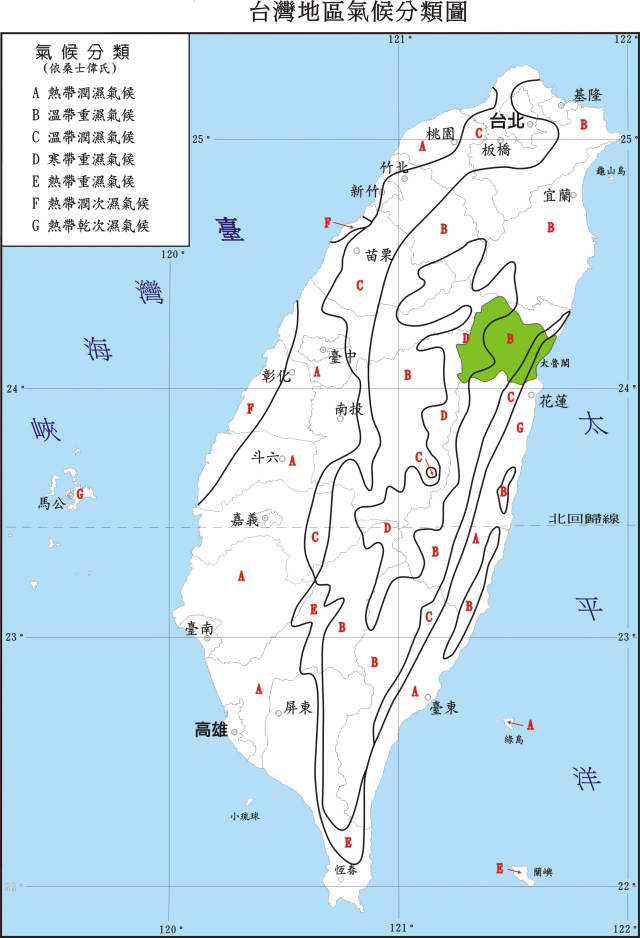 台灣地區氣候分類圖
121°
122°
氣候分類
(依桑士偉氏)
A 熱帶潤濕氣候
B 溫帶重濕氣候
C 溫帶潤濕氣候
D 寒帶重濕氣候
E 熱帶重濕氣候
F 熱帶潤次濕氣候
G 熱帶乾次濕氣候
基隆
台北
B
C
桃園
25°
25°
A
板橋
竹北
龜山島
新竹
宜蘭
F
臺
B
B
120°
苗栗
C
灣
D
B
海
臺中
太魯閣
彰化
A
B
24°
24°
C
花蓮
F
南投
D
G
太
峽
斗六
A
C
馬公
G
B
嘉義
D
北回歸線
C
A
B
A
E
C
B
平
臺南
B
23°
23°
B
A
A
屏東
臺東
高雄
A
綠島
洋
小琉球
E
恆春
E
蘭嶼
22°
22°
120°
121°
122°